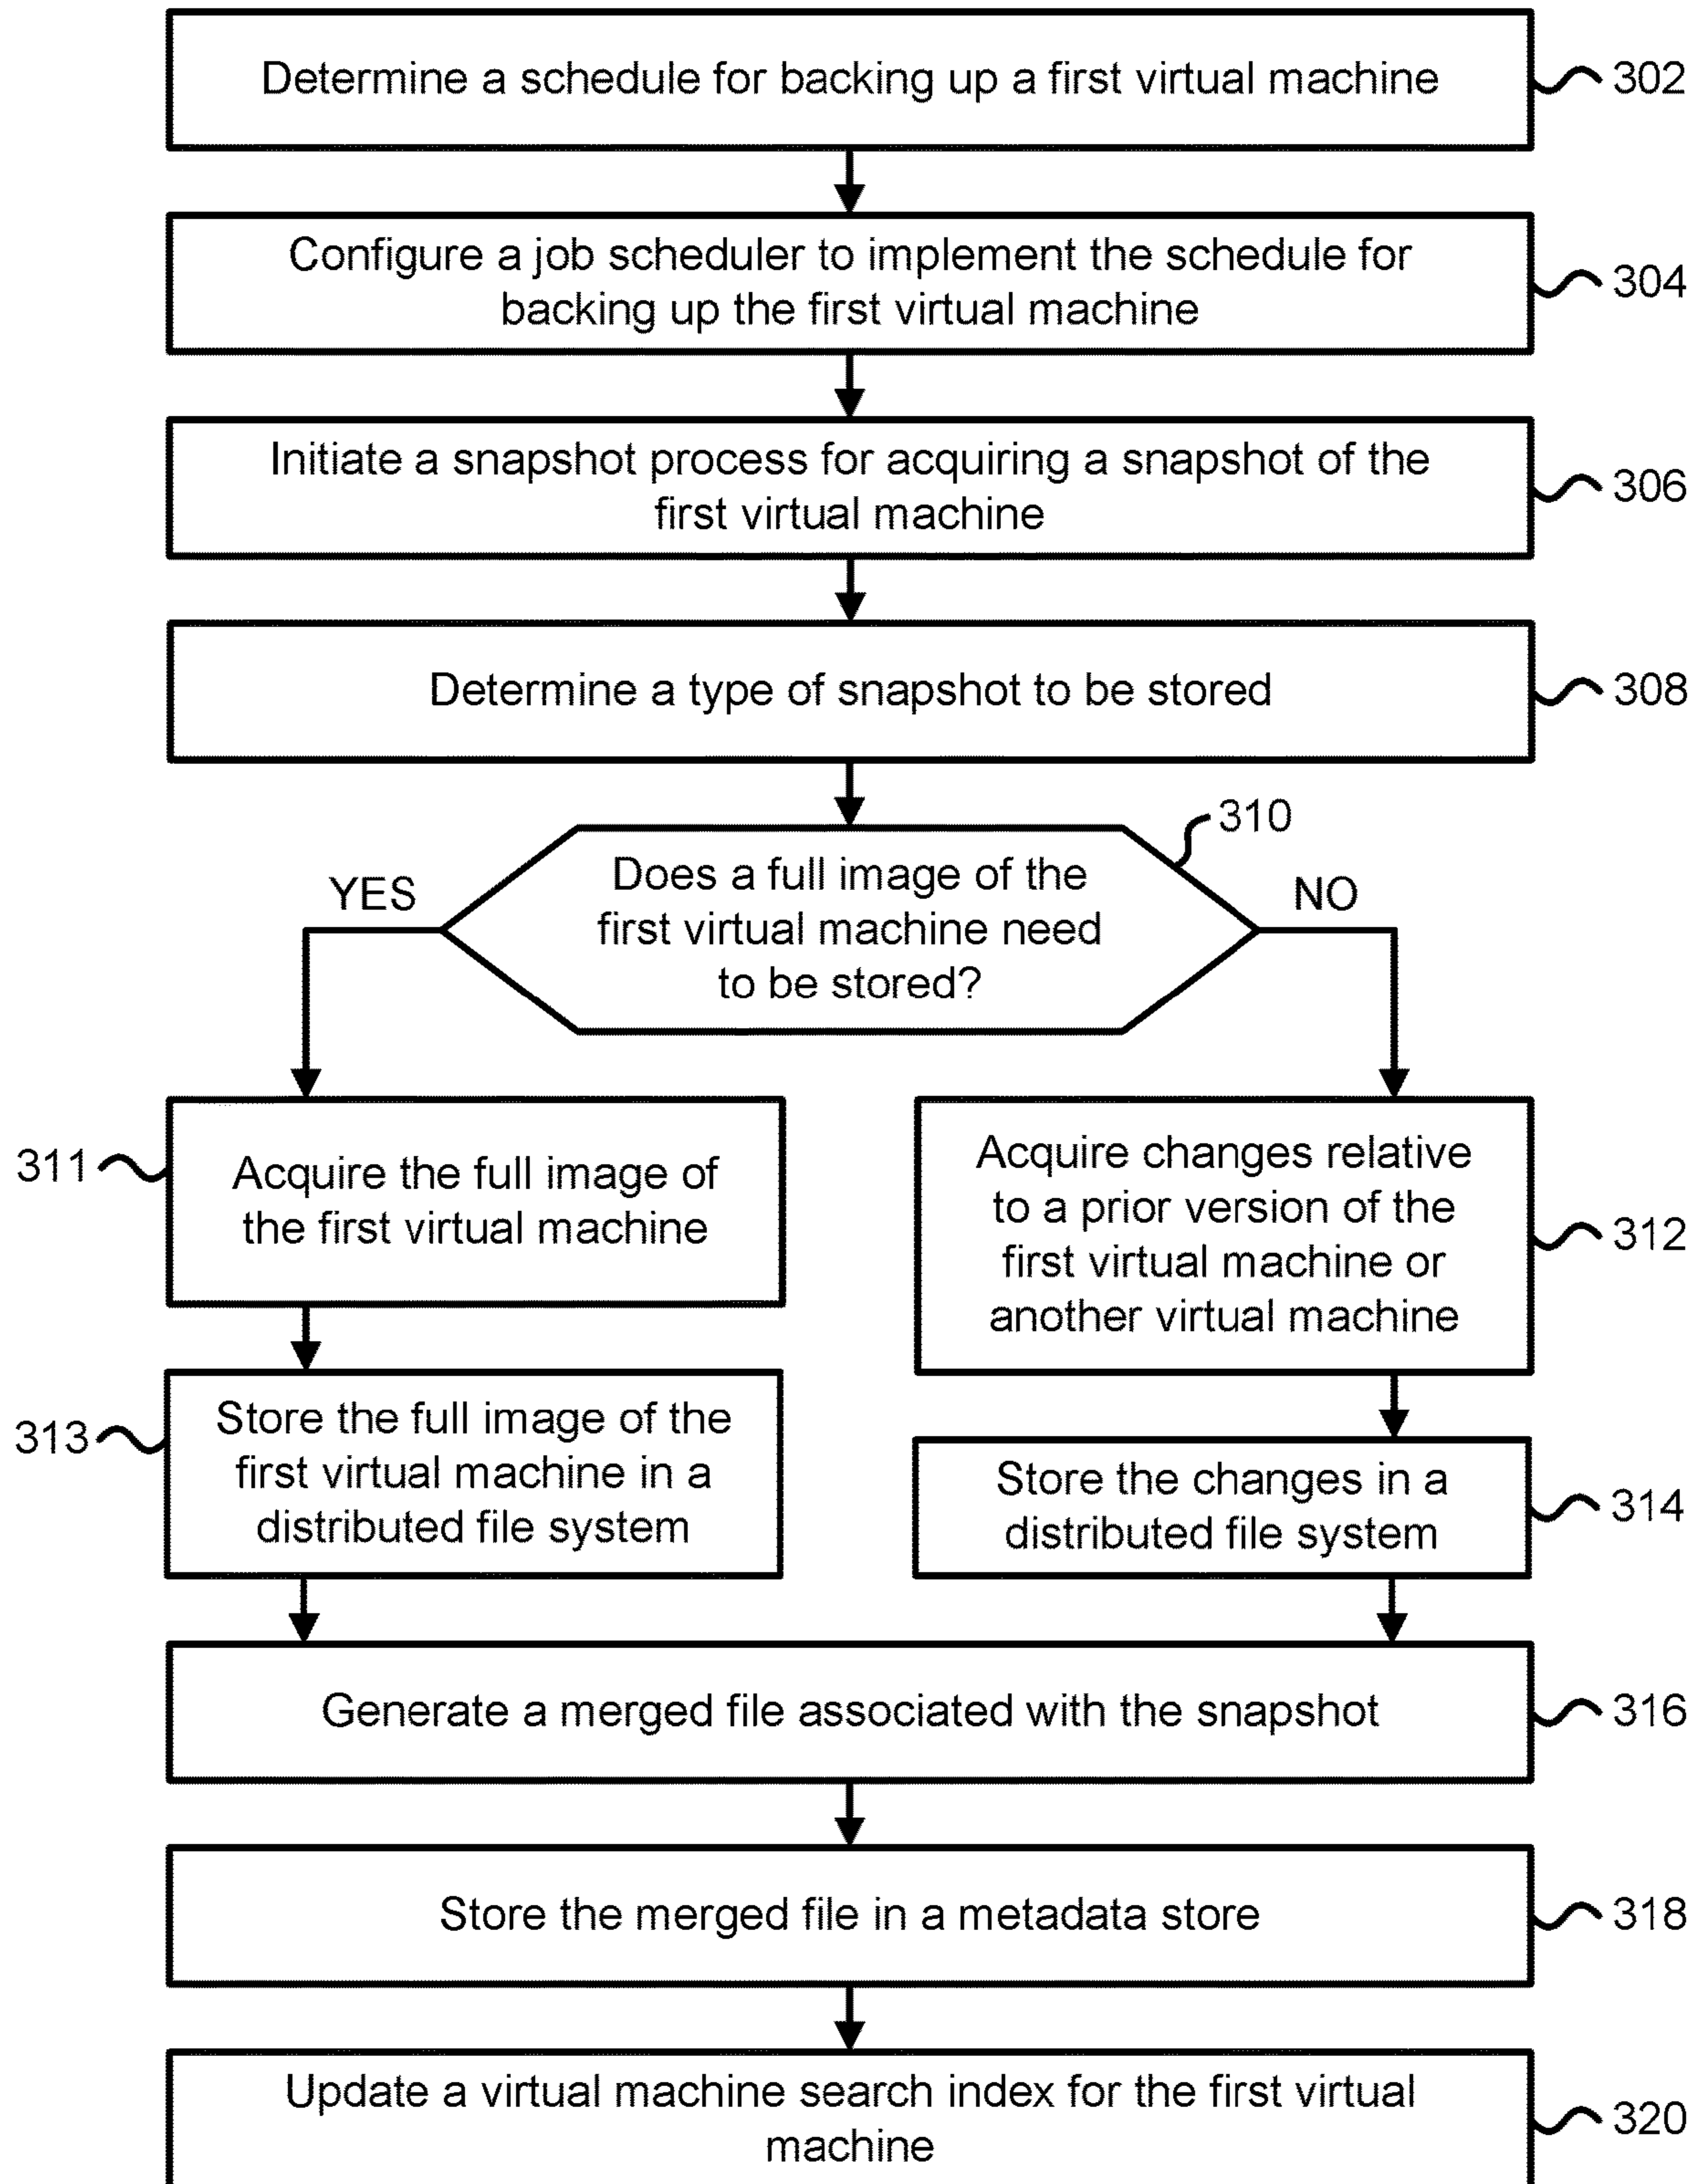 Determine a schedule for backing up a first virtual machine
302
Configure a job scheduler to implement the schedule for
backing up the first virtual machine
304
Initiate a snapshot process for acquiring a snapshot of the
first virtual machine
306
Determine a type of snapshot to be stored
308
310
Does a full image of the
first virtual machine need
to be stored?
YES
NO
311
Acquire the full image of
the first virtual machine
Acquire changes relative
to a prior version of the
first virtual machine or
another virtual machine
312
313
Store the full image of the
first virtual machine in a
distributed file system
Store the changes in a
distributed file system
314
Generate a merged file associated with the snapshot
316
Store the merged file in a metadata store
318
Update a virtual machine search index for the first virtual
machine
320